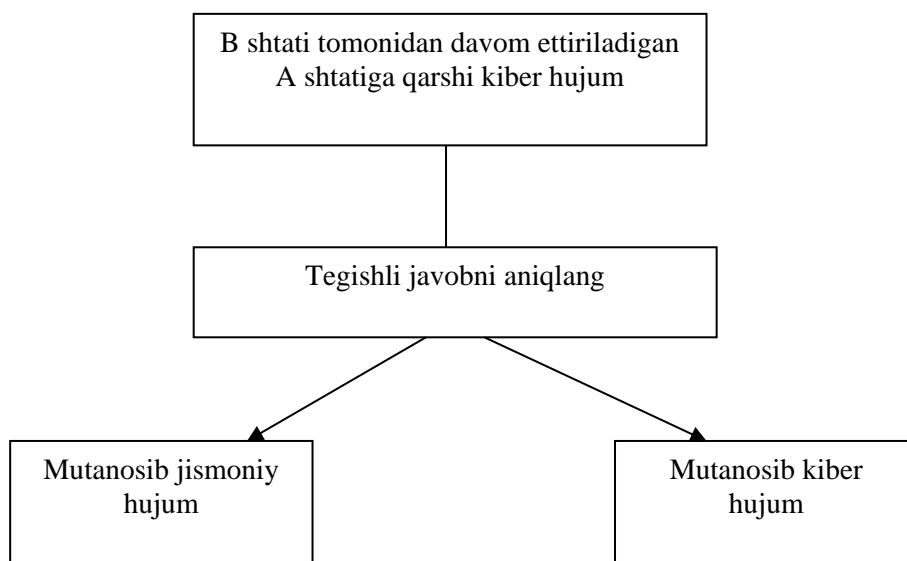 B shtati tomonidan davom ettiriladigan
A shtatiga qarshi kiber hujum
Tegishli javobni aniqlang
Mutanosib jismoniy
hujum
Mutanosib kiber
hujum